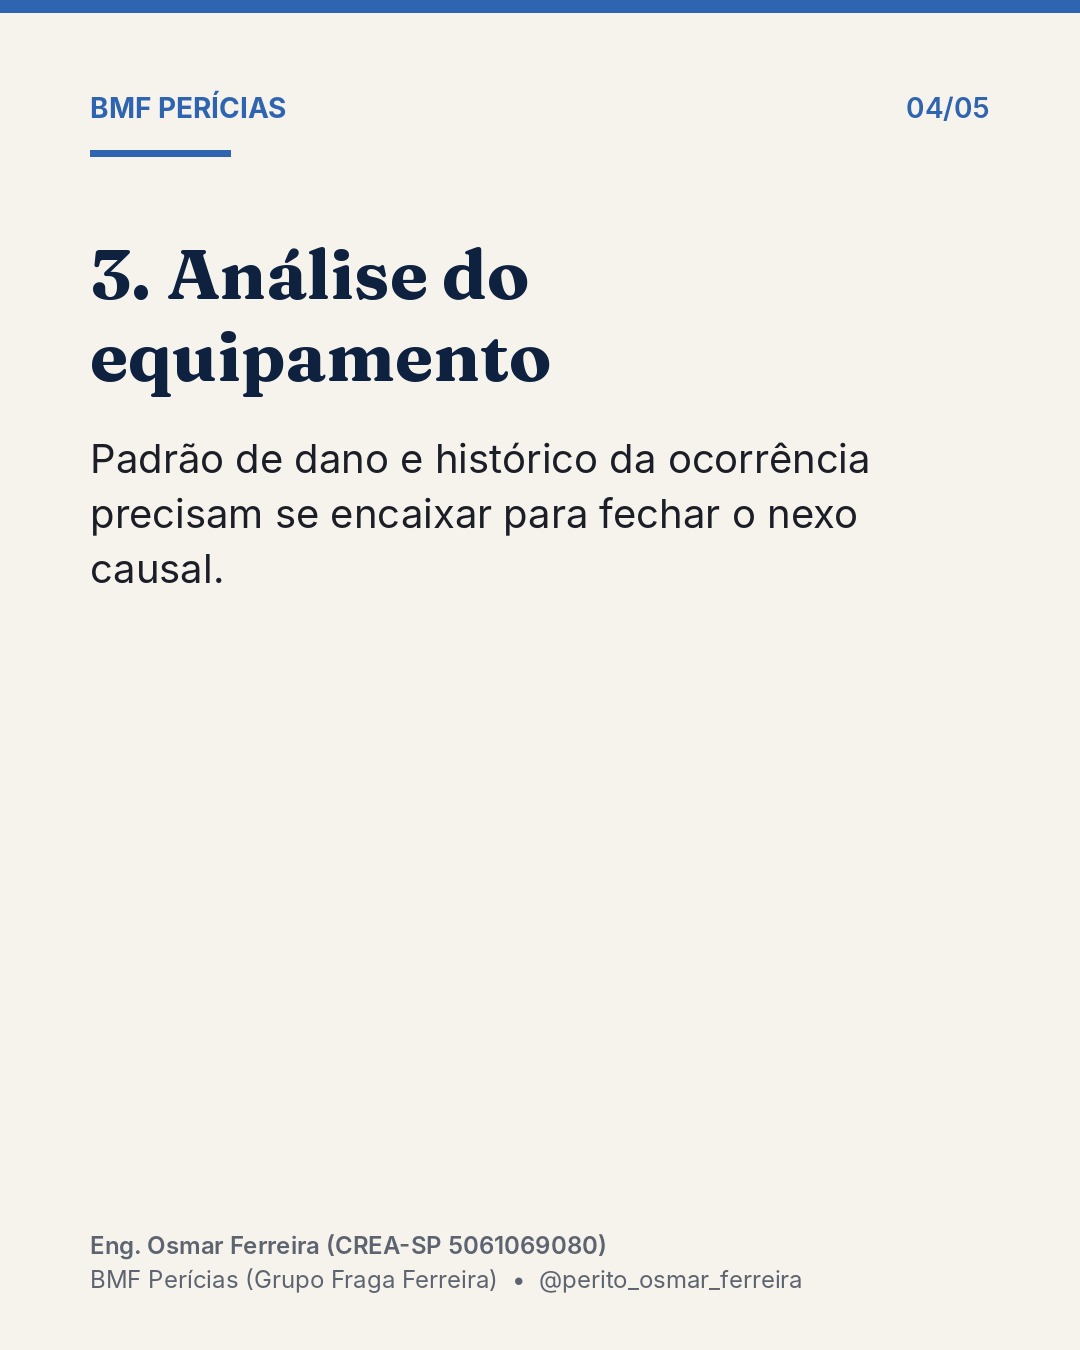 BMF PERÍCIAS
04/05
3. Análise do
equipamento
Padrão de dano e histórico da ocorrência
precisam se encaixar para fechar o nexo
causal.
Eng. Osmar Ferreira (CREA-SP 5061069080)
BMF Perícias (Grupo Fraga Ferreira) • @perito_osmar_ferreira